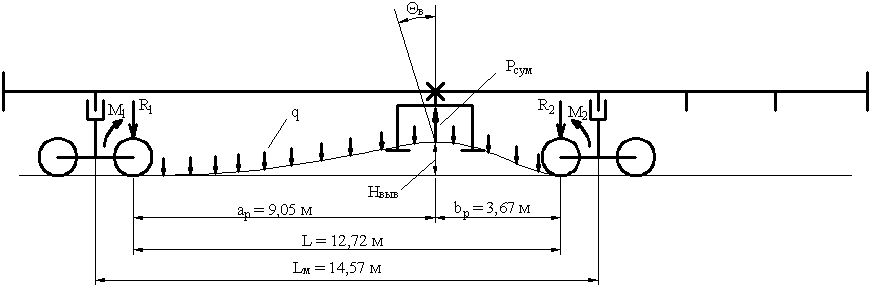 Θв
Pсум
M1
R1
q
R2
M2
Hвыв
aр = 9,05 м
bр = 3,67 м
L = 12,72 м
Lм = 14,57 м